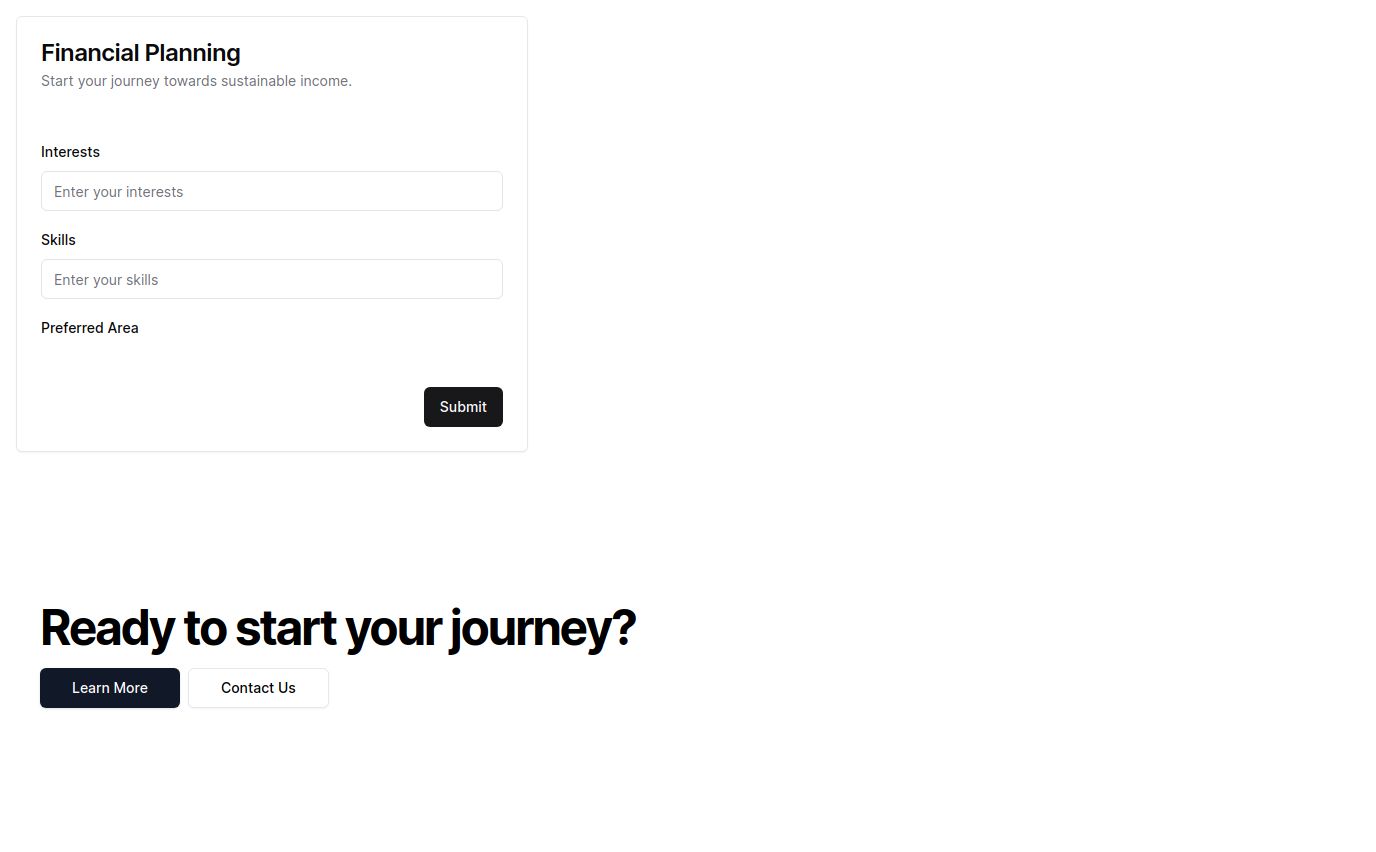 Financial Planning
Start your journey towards sustainable income.
Interests
Enter your interests
Skills
Enter your skills
Preferred Area
Submit
Ready to start your journey?
Learn More
Contact Us